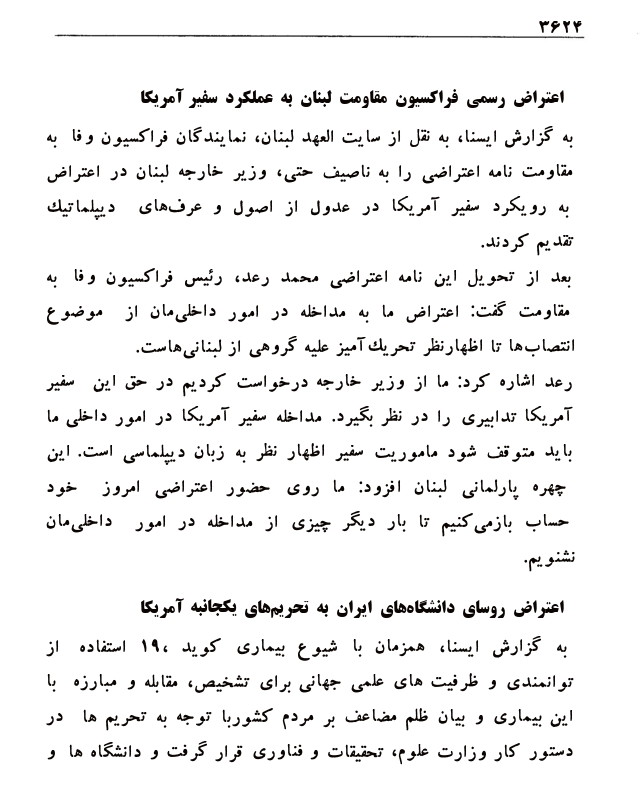 ۳۶۲۴
اعتراض رسمی فراکسیون مقاومت لبنان به عملکرد سفیر آمریکا
به گزارش ایسنا، به نقل از سایت العهد لبنان، نمایندگان فراکسیون وفا به
مقاومت نامه اعتراضی را به ناصیف حتی، وزیر خارجه لبنان در اعتراض
به رویکرد سفیر آمریکا در عدول از اصول و عرف‌های دیپلماتیك
تقدیم کردند.
بعد از تحویل این نامه اعتراضی محمد رعد، رئیس فراکسیون وفا به
مقاومت گفت: اعتراض ما به مداخله در امور داخلی‌مان از موضوع
انتصاب‌ها تا اظهارنظر تحریك‌آمیز علیه گروهی از لبنانی‌هاست.
رعد اشاره کرد: ما از وزیر خارجه درخواست کردیم در حق این سفیر
آمریکا تدابیری را در نظر بگیرد. مداخله سفیر آمریکا در امور داخلی ما
باید متوقف شود ماموریت سفیر اظهار نظر به زبان دیپلماسی است. این
چهره پارلمانی لبنان افزود: ما روی حضور اعتراضی امروز خود
حساب بازمی‌کنیم تا بار دیگر چیزی از مداخله در امور داخلی‌مان
نشنویم.
اعتراض روسای دانشگاه‌های ایران به تحریم‌های یکجانبه آمریکا
به گزارش ایسنا، همزمان با شیوع بیماری کوید ،۱۹ استفاده از
توانمندی و ظرفیت های علمی جهانی برای تشخیص، مقابله و مبارزه با
این بیماری و بیان ظلم مضاعف بر مردم کشوربا توجه به تحریم ها در
دستور کار وزارت علوم، تحقیقات و فناوری قرار گرفت و دانشگاه ها و